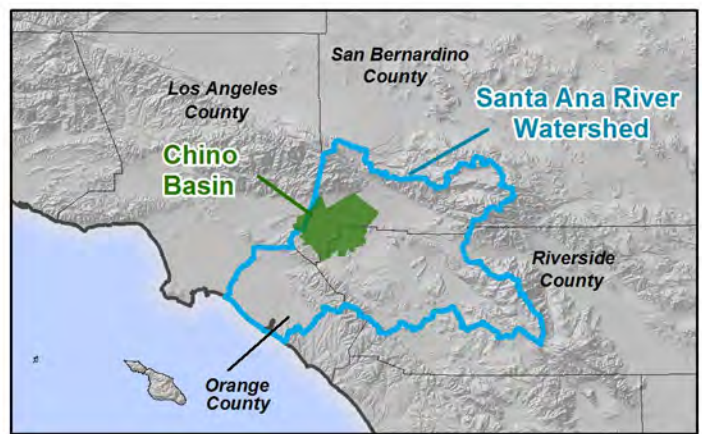 San Bernardino
County
Los Angeles
County
Santa Ana River
Watershed
Chino
Basin
Riverside
County
Orange
County